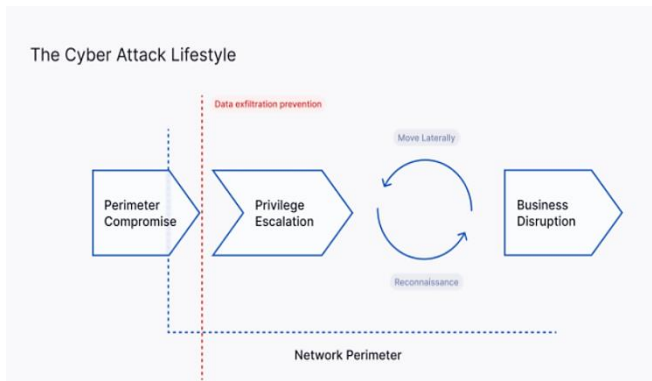 The Cyber Attack Lifestyle
Data exfiltration prevention
Move Laterally
Perimeter
Compromise
Privilege
Escalation
Business
Disruption
Reconnaissance
Network Perimeter